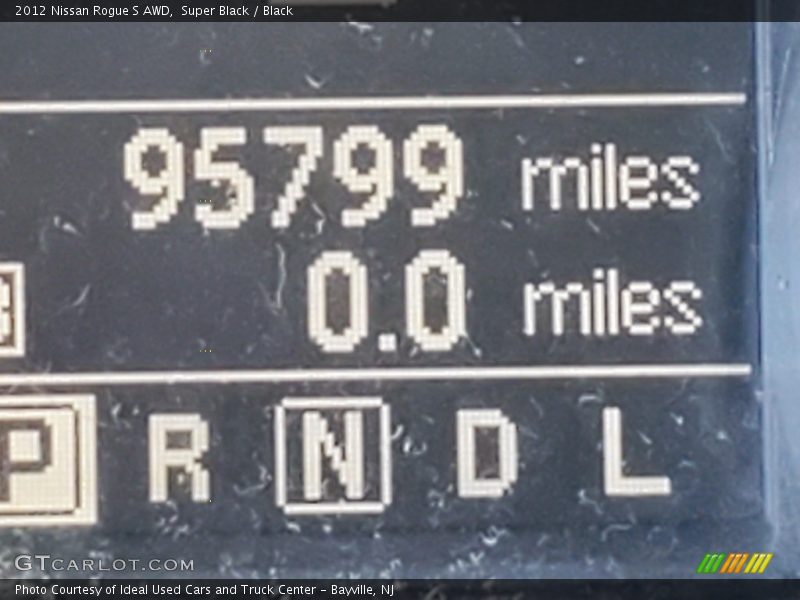 2012 Nissan Rogue S AWD,  Super Black / Black
95799 miles
0.0 miles
P R N D L
GTCARLOT.COM
Photo Courtesy of Ideal Used Cars and Truck Center – Bayville, NJ